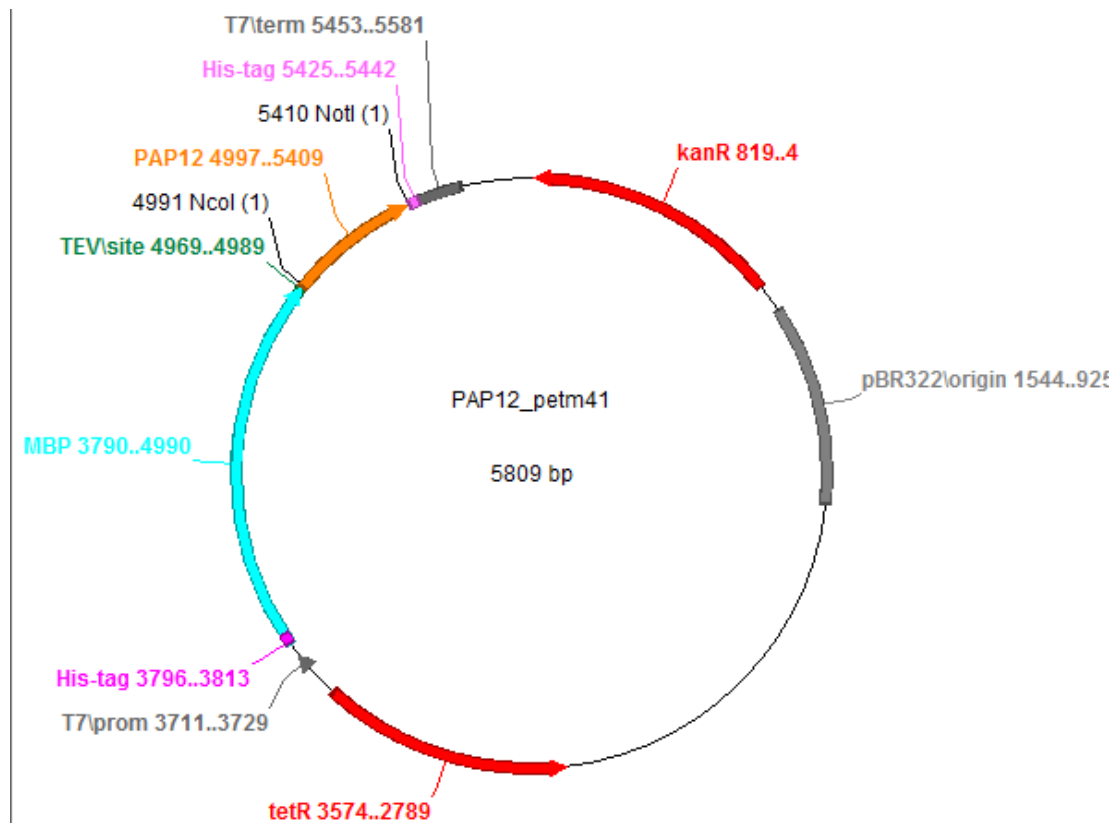 T7\term 5453..5581
His-tag 5425..5442
5410 NotI (1)
PAP12 4997..5409
4991 NcoI (1)
TEV\site 4969..4989
kanR 819..4
pBR322\origin 1544..925
PAP12_petm41
5809 bp
MBP 3790..4990
His-tag 3796..3813
T7\prom 3711..3729
tetR 3574..2789